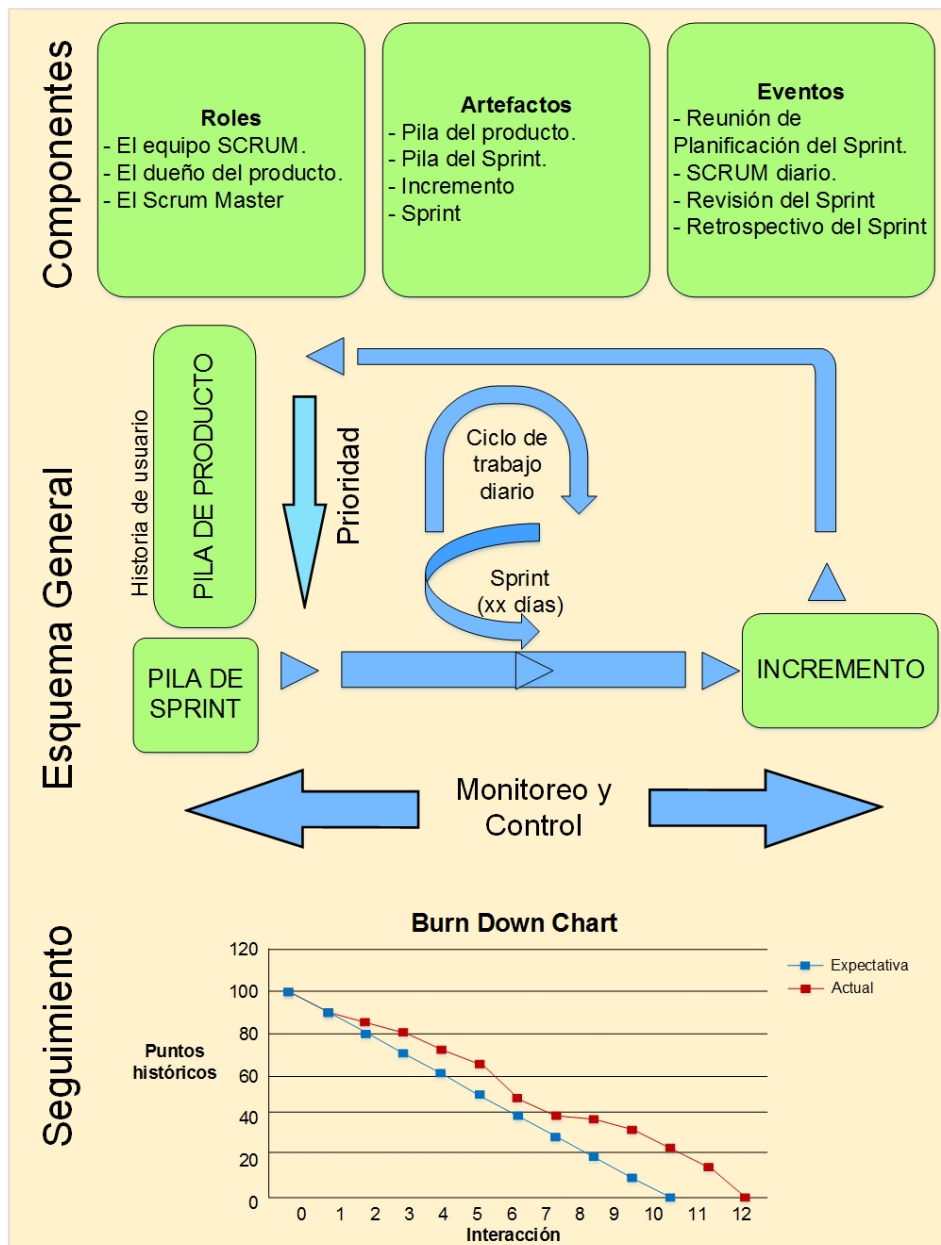 Componentes
Roles
- El equipo SCRUM.
- El dueño del producto.
- El Scrum Master
Artefactos
- Pila del producto.
- Pila del Sprint.
- Incremento
- Sprint
Eventos
- Reunión de
Planificación del Sprint.
- SCRUM diario.
- Revisión del Sprint
- Retrospectivo del Sprint
Esquema General
Historia de usuario
PILA DE PRODUCTO
Prioridad
Ciclo de
trabajo
diario
Sprint
(xx días)
PILA DE
SPRINT
INCREMENTO
Monitoreo y
Control
Seguimiento
Burn Down Chart
Puntos
históricos
120
100
80
60
40
20
0
0 1 2 3 4 5 6 7 8 9 10 11 12
Interacción
Expectativa
Actual